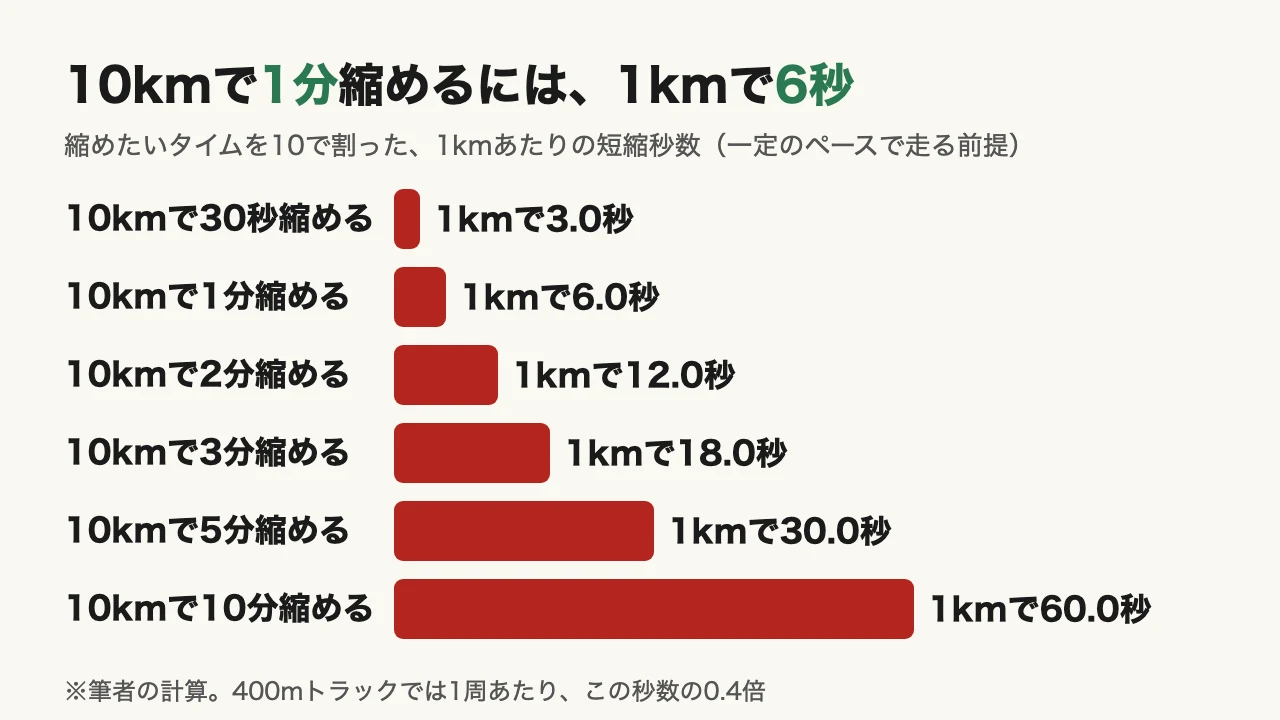 10kmで1分縮めるには、1kmで6秒
縮めたいタイムを10で割った、1kmあたりの短縮秒数（一定のペースで走る前提）
10kmで30秒縮める 1kmで3.0秒
10kmで1分縮める 1kmで6.0秒
10kmで2分縮める 1kmで12.0秒
10kmで3分縮める 1kmで18.0秒
10kmで5分縮める 1kmで30.0秒
10kmで10分縮める 1kmで60.0秒
※筆者の計算。400mトラックでは1周あたり、この秒数の0.4倍